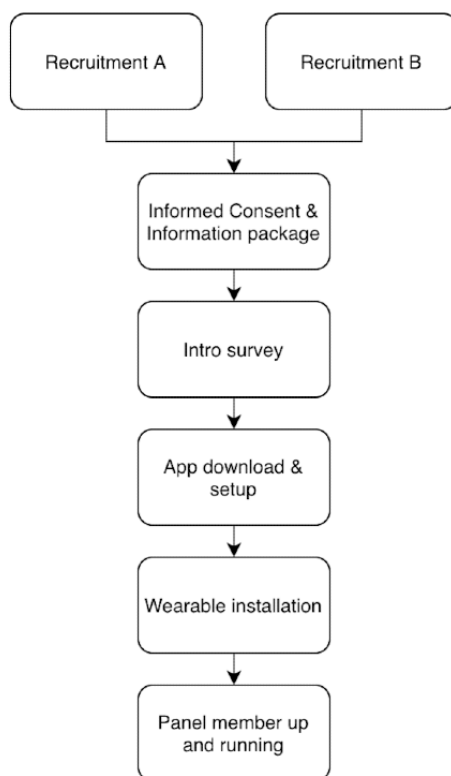 Recruitment A
Recruitment B
Informed Consent &
Information package
Intro survey
App download &
setup
Wearable installation
Panel member up
and running